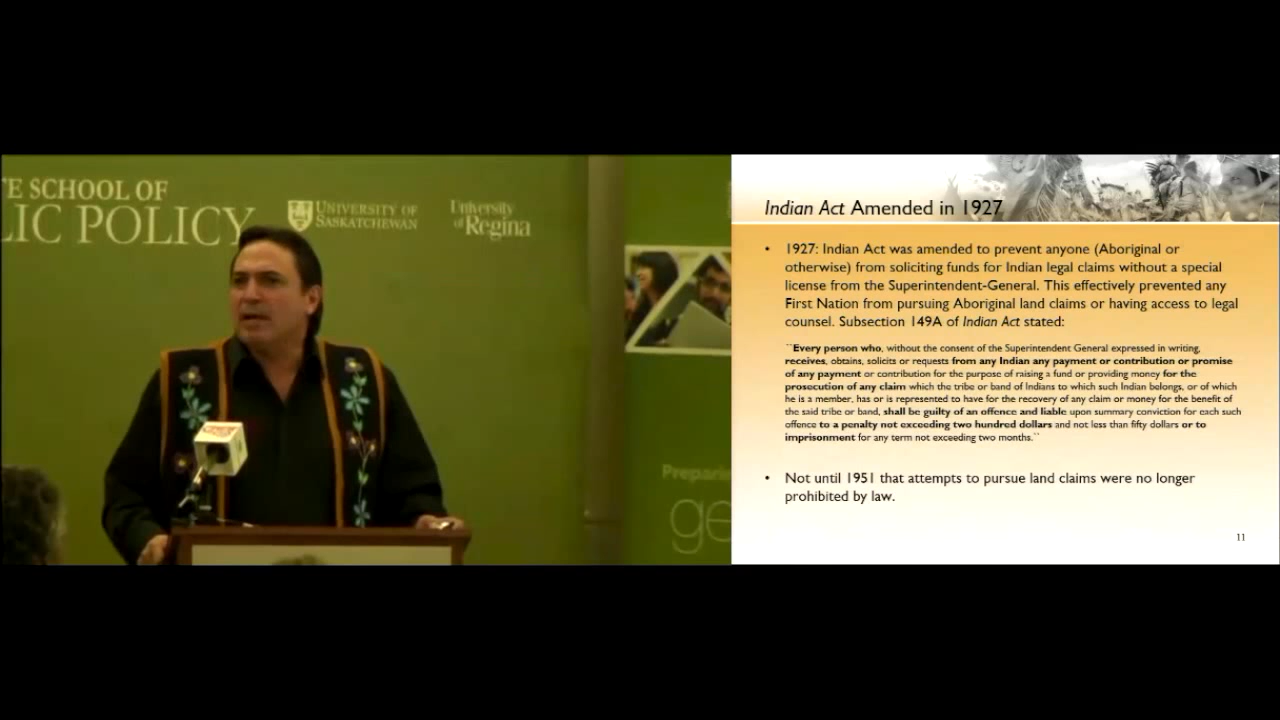 TE SCHOOL OF
LIC POLICY
UNIVERSITY OF
SASKATCHEWAN
University
of Regina
Preparin
ge
Indian Act Amended in 1927
• 1927: Indian Act was amended to prevent anyone (Aboriginal or
otherwise) from soliciting funds for Indian legal claims without a special
license from the Superintendent-General. This effectively prevented any
First Nation from pursuing Aboriginal land claims or having access to legal
counsel. Subsection 149A of Indian Act stated:
``Every person who, without the consent of the Superintendent General expressed in writing,
receives, obtains, solicits or requests from any Indian any payment or contribution or promise
of any payment or contribution for the purpose of raising a fund or providing money for the
prosecution of any claim which the tribe or band of Indians to which such Indian belongs, or of which
he is a member, has or is represented to have for the recovery of any claim or money for the benefit of
the said tribe or band, shall be guilty of an offence and liable upon summary conviction for each such
offence to a penalty not exceeding two hundred dollars and not less than fifty dollars or to
imprisonment for any term not exceeding two months.``
• Not until 1951 that attempts to pursue land claims were no longer
prohibited by law.
11